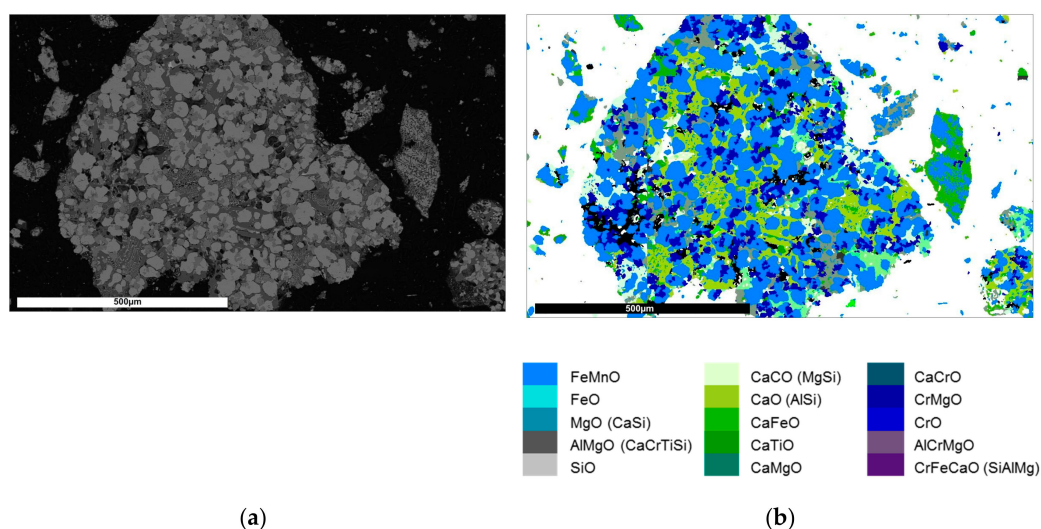 500μm
500μm
FeMnO
CaCO (MgSi)
CaCrO
FeO
CaO (AlSi)
CrMgO
MgO (CaSi)
CaFeO
CrO
AlMgO (CaCrTiSi)
CaTiO
AlCrMgO
SiO
CaMgO
CrFeCaO (SiAlMg)
(a)
(b)